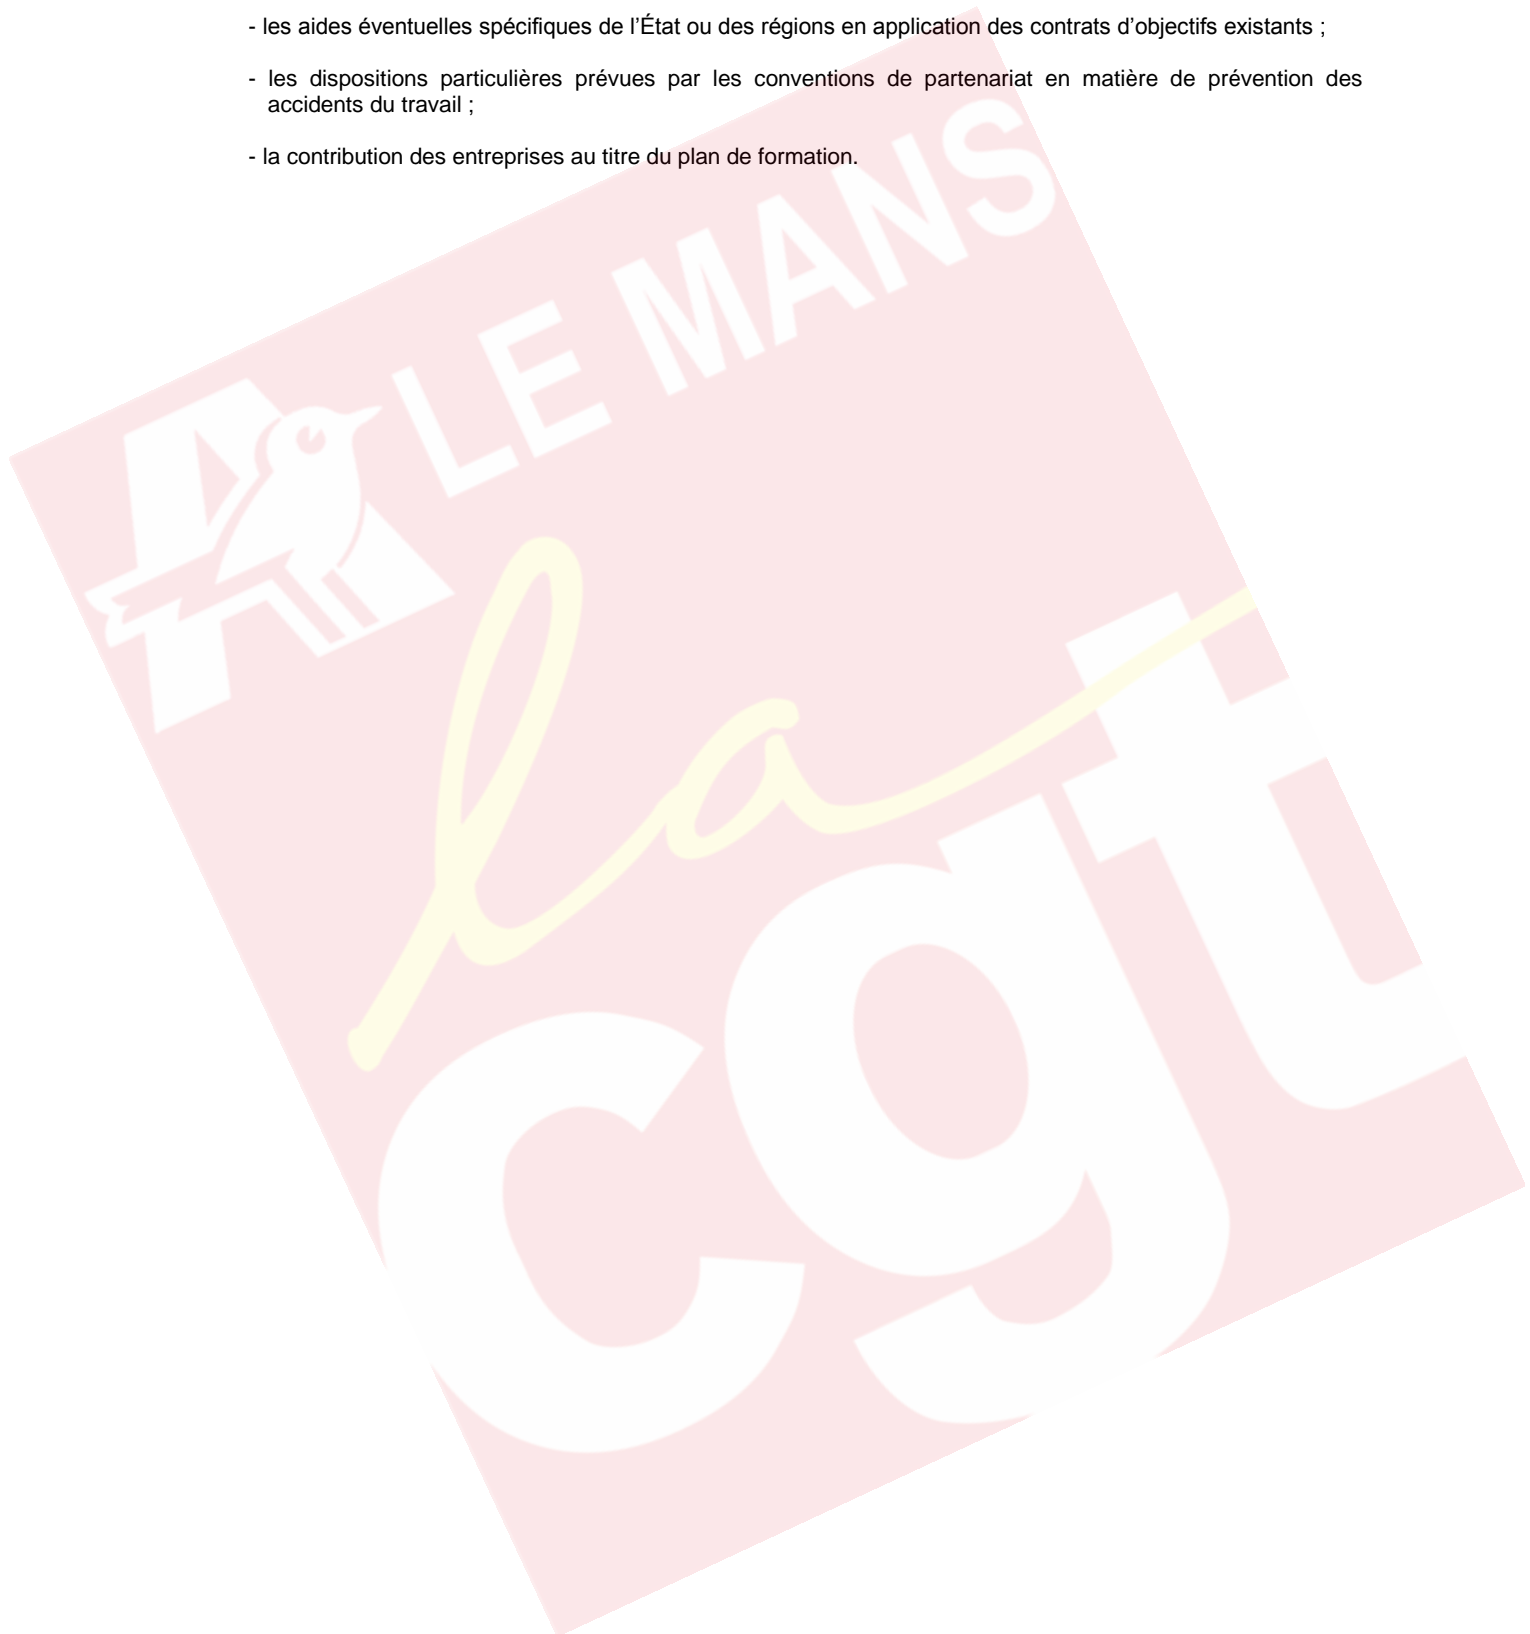 - les aides éventuelles spécifiques de l’État ou des régions en application des contrats d’objectifs existants ;
- les dispositions particulières prévues par les conventions de partenariat en matière de prévention des
accidents du travail ;
- la contribution des entreprises au titre du plan de formation.
LE MANS
la
cgt